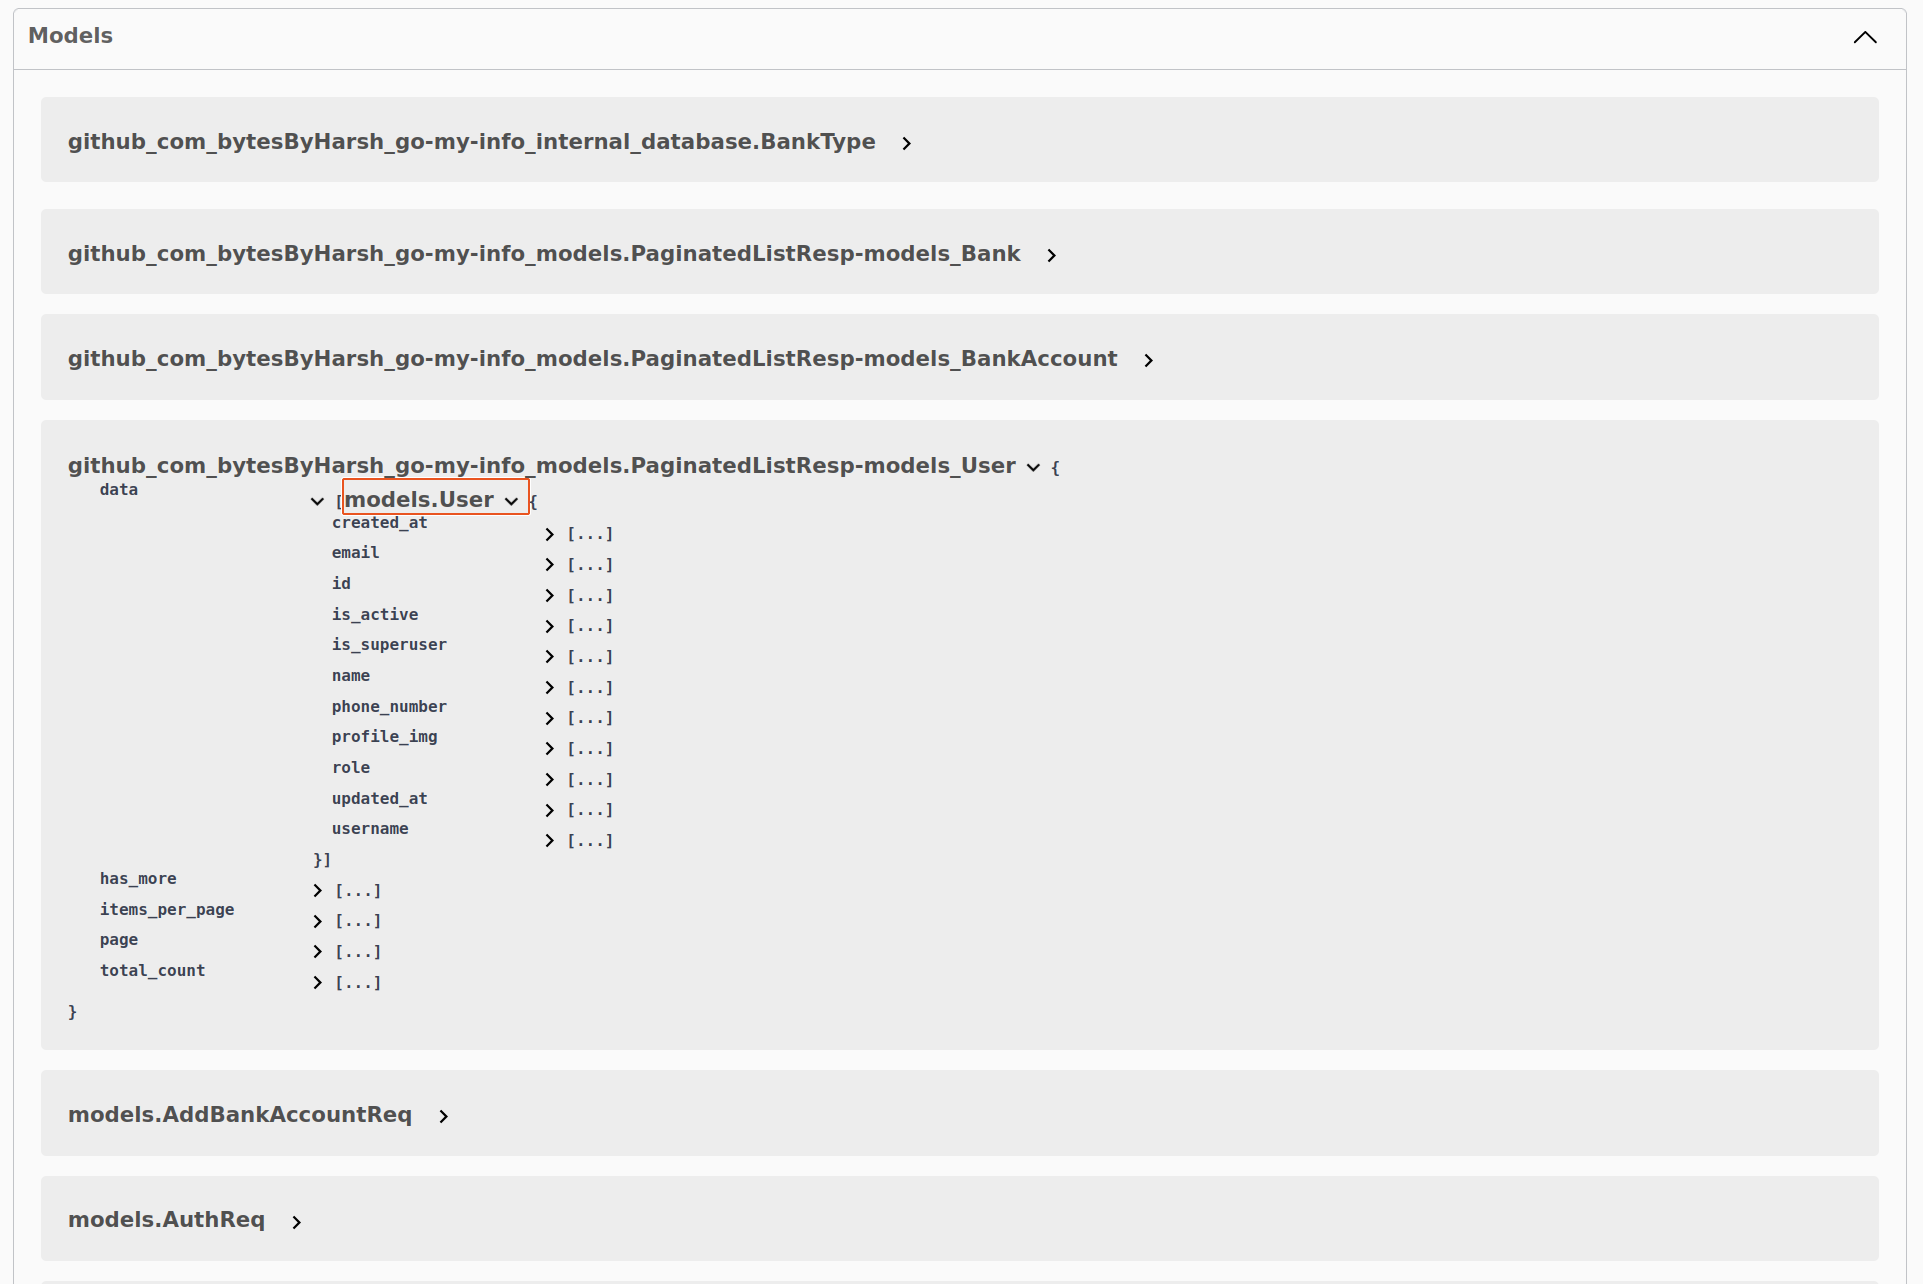 Models
github_com_bytesByHarsh_go-my-info_internal_database.BankType
github_com_bytesByHarsh_go-my-info_models.PaginatedListResp-models_Bank
github_com_bytesByHarsh_go-my-info_models.PaginatedListResp-models_BankAccount
github_com_bytesByHarsh_go-my-info_models.PaginatedListResp-models_User {
data [models.User {
created_at [...]
email [...]
id [...]
is_active [...]
is_superuser [...]
name [...]
phone_number [...]
profile_img [...]
role [...]
updated_at [...]
username [...]
}]
has_more [...]
items_per_page [...]
page [...]
total_count [...]
}
models.AddBankAccountReq
models.AuthReq